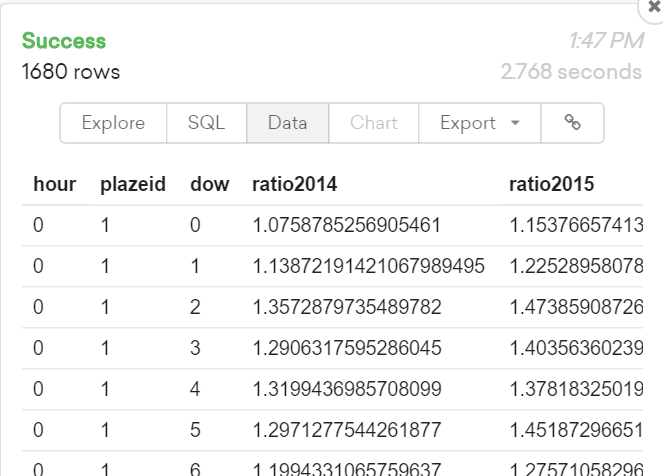 Success 1:47 PM
1680 rows 2.768 seconds
Explore SQL Data Chart Export
hour plazeid dow ratio2014 ratio2015
0 1 0 1.0758785256905461 1.15376657413
0 1 1 1.13872191421067989495 1.22528958078
0 1 2 1.3572879735489782 1.47385908726
0 1 3 1.2906317595286045 1.40356360239
0 1 4 1.3199436985708099 1.37818325019
0 1 5 1.2971277544261877 1.45187296651
0 1 6 1.1994331065759637 1.27571058296